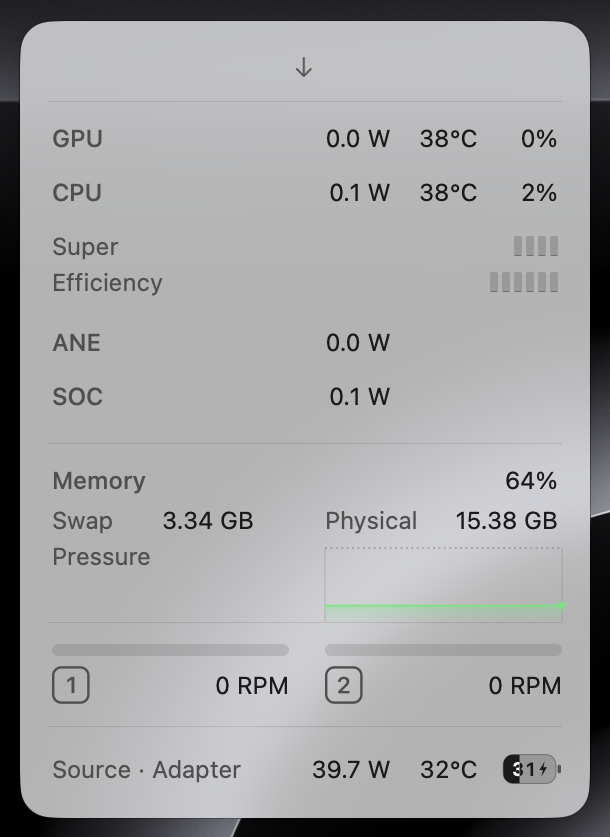 GPU 0.0 W 38°C 0%
CPU 0.1 W 38°C 2%
Super
Efficiency
ANE 0.0 W
SOC 0.1 W
Memory 64%
Swap 3.34 GB Physical 15.38 GB
Pressure
1 0 RPM 2 0 RPM
Source · Adapter 39.7 W 32°C 31